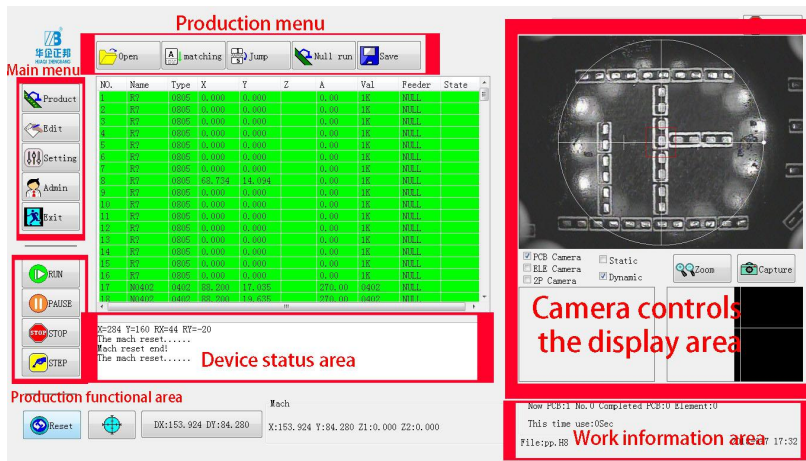 Production menu
华企正邦
HUAQI ZHENGBANG
Main menu
Open
matching
Jump
Null run
Save
Product
Edit
Setting
Admin
Exit
NO. Name Type X Y Z A Val Feeder State
1 R7 0805 0.000 0.000 0.00 1K NULL
2 R7 0805 0.000 0.000 0.00 1K NULL
3 R7 0805 0.000 0.000 0.00 1K NULL
4 R7 0805 0.000 0.000 0.00 1K NULL
5 R7 0805 0.000 0.000 0.00 1K NULL
6 R7 0805 0.000 0.000 0.00 1K NULL
7 R7 0805 0.000 0.000 0.00 1K NULL
8 R7 0805 68.734 14.094 0.00 1K NULL
9 R7 0805 0.000 0.000 0.00 1K NULL
10 R7 0805 0.000 0.000 0.00 1K NULL
11 R7 0805 0.000 0.000 0.00 1K NULL
12 R7 0805 0.000 0.000 0.00 1K NULL
13 R7 0805 0.000 0.000 0.00 1K NULL
14 R7 0805 0.000 0.000 0.00 1K NULL
15 R7 0805 0.000 0.000 0.00 1K NULL
16 R7 0805 0.000 0.000 0.00 1K NULL
17 N0402 0402 88.200 17.035 270.00 0402 NULL
18 N0402 0402 88.200 19.635 270.00 0402 NULL
RUN
PAUSE
STOP
STEP
X=284 Y=160 RX=44 RY=-20
The mach reset......
Mach reset end!
The mach reset......
Device status area
PCB Camera
ELE Camera
2P Camera
Static
Dynamic
Zoom
Capture
Camera controls
the display area
Production functional area
Reset
DX:153.924 DY:84.280
Mach
X:153.924 Y:84.280 Z1:0.000 Z2:0.000
Now PCB:1 No.0 Completed PCB:0 Element:0
This time use:0Sec
File:pp.H8
Work information area
17:32